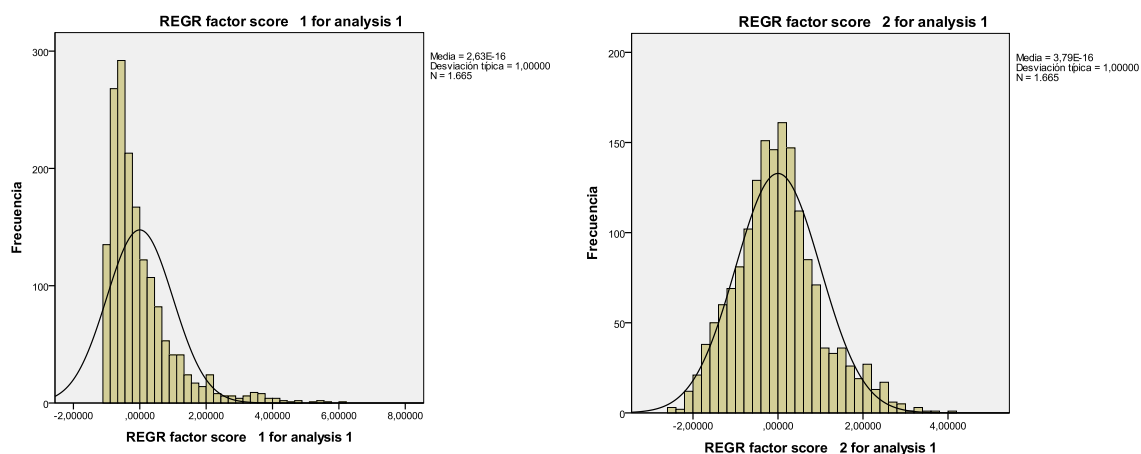 REGR factor score 1 for analysis 1
Media = 2,63E-16
Desviación típica = 1,00000
N = 1.665
300
200
100
0
Frecuencia
-2,00000 ,00000 2,00000 4,00000 6,00000 8,00000
REGR factor score 1 for analysis 1
REGR factor score 2 for analysis 1
Media = 3,79E-16
Desviación típica = 1,00000
N = 1.665
200
150
100
50
0
Frecuencia
-2,00000 ,00000 2,00000 4,00000
REGR factor score 2 for analysis 1